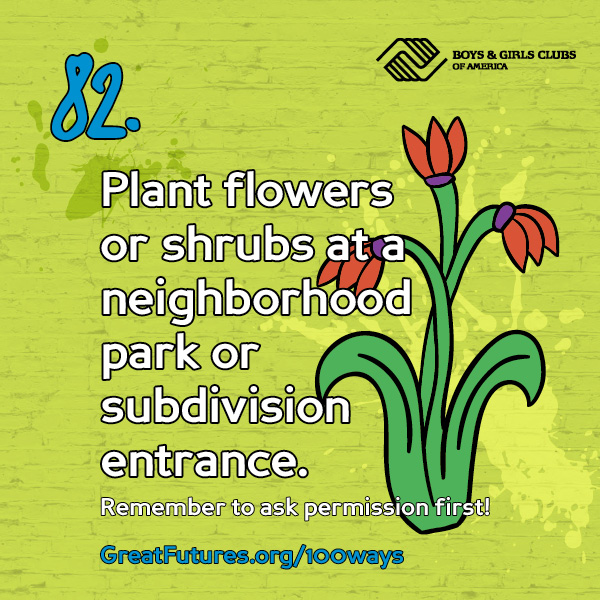 82.
BOYS & GIRLS CLUBS
OF AMERICA
Plant flowers
or shrubs at a
neighborhood
park or
subdivision
entrance.
Remember to ask permission first!
GreatFutures.org/100ways